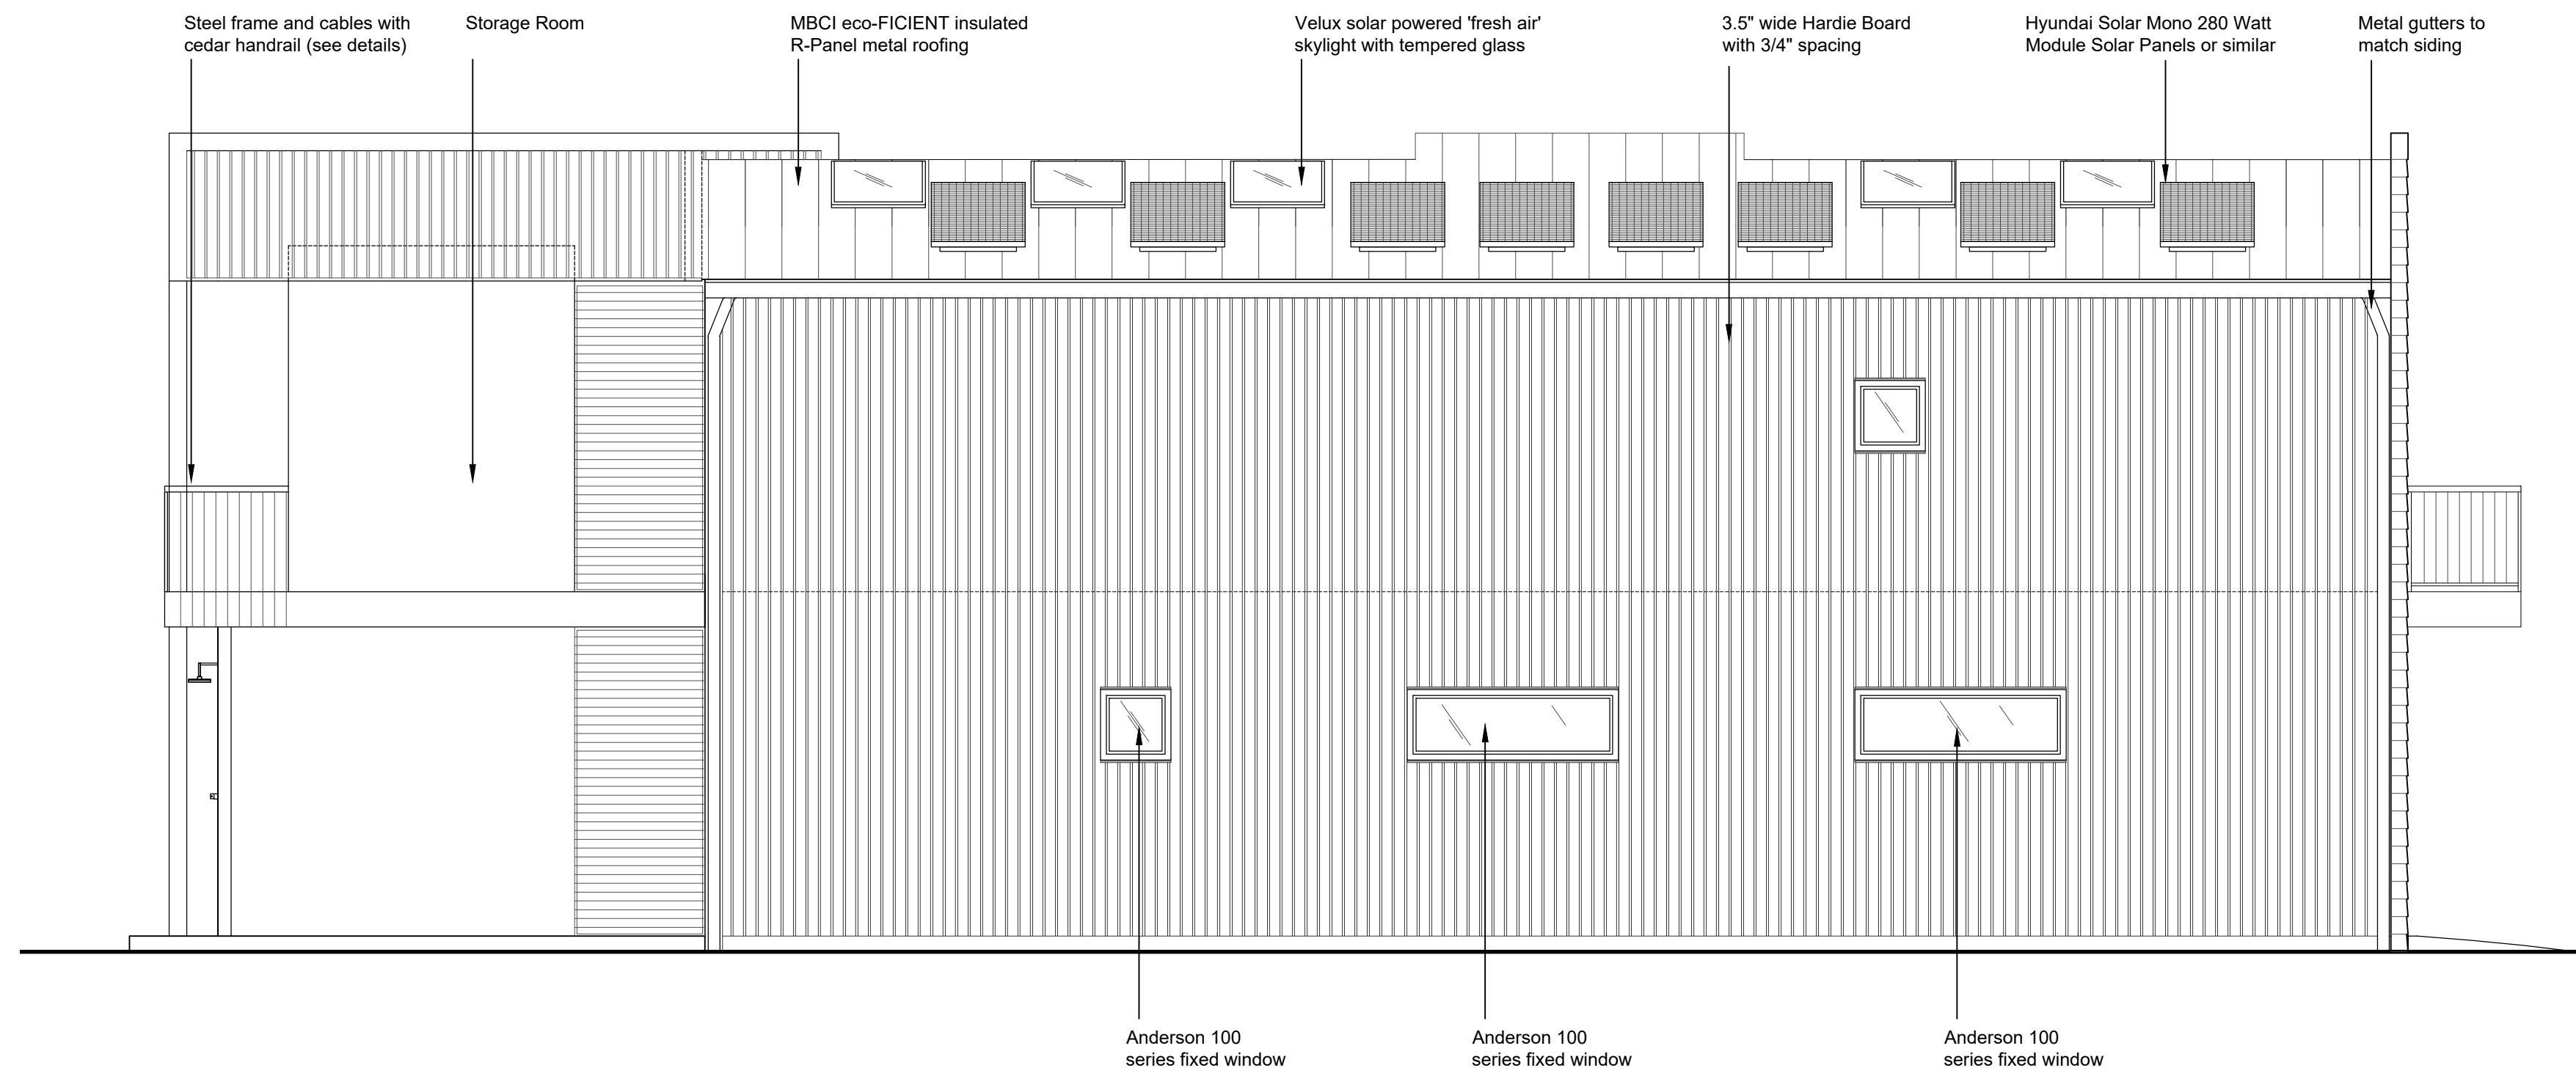 Steel frame and cables with
cedar handrail (see details)
Storage Room
MBCI eco-FICIENT insulated
R-Panel metal roofing
Velux solar powered 'fresh air'
skylight with tempered glass
3.5" wide Hardie Board
with 3/4" spacing
Hyundai Solar Mono 280 Watt
Module Solar Panels or similar
Metal gutters to
match siding
Anderson 100
series fixed window
Anderson 100
series fixed window
Anderson 100
series fixed window